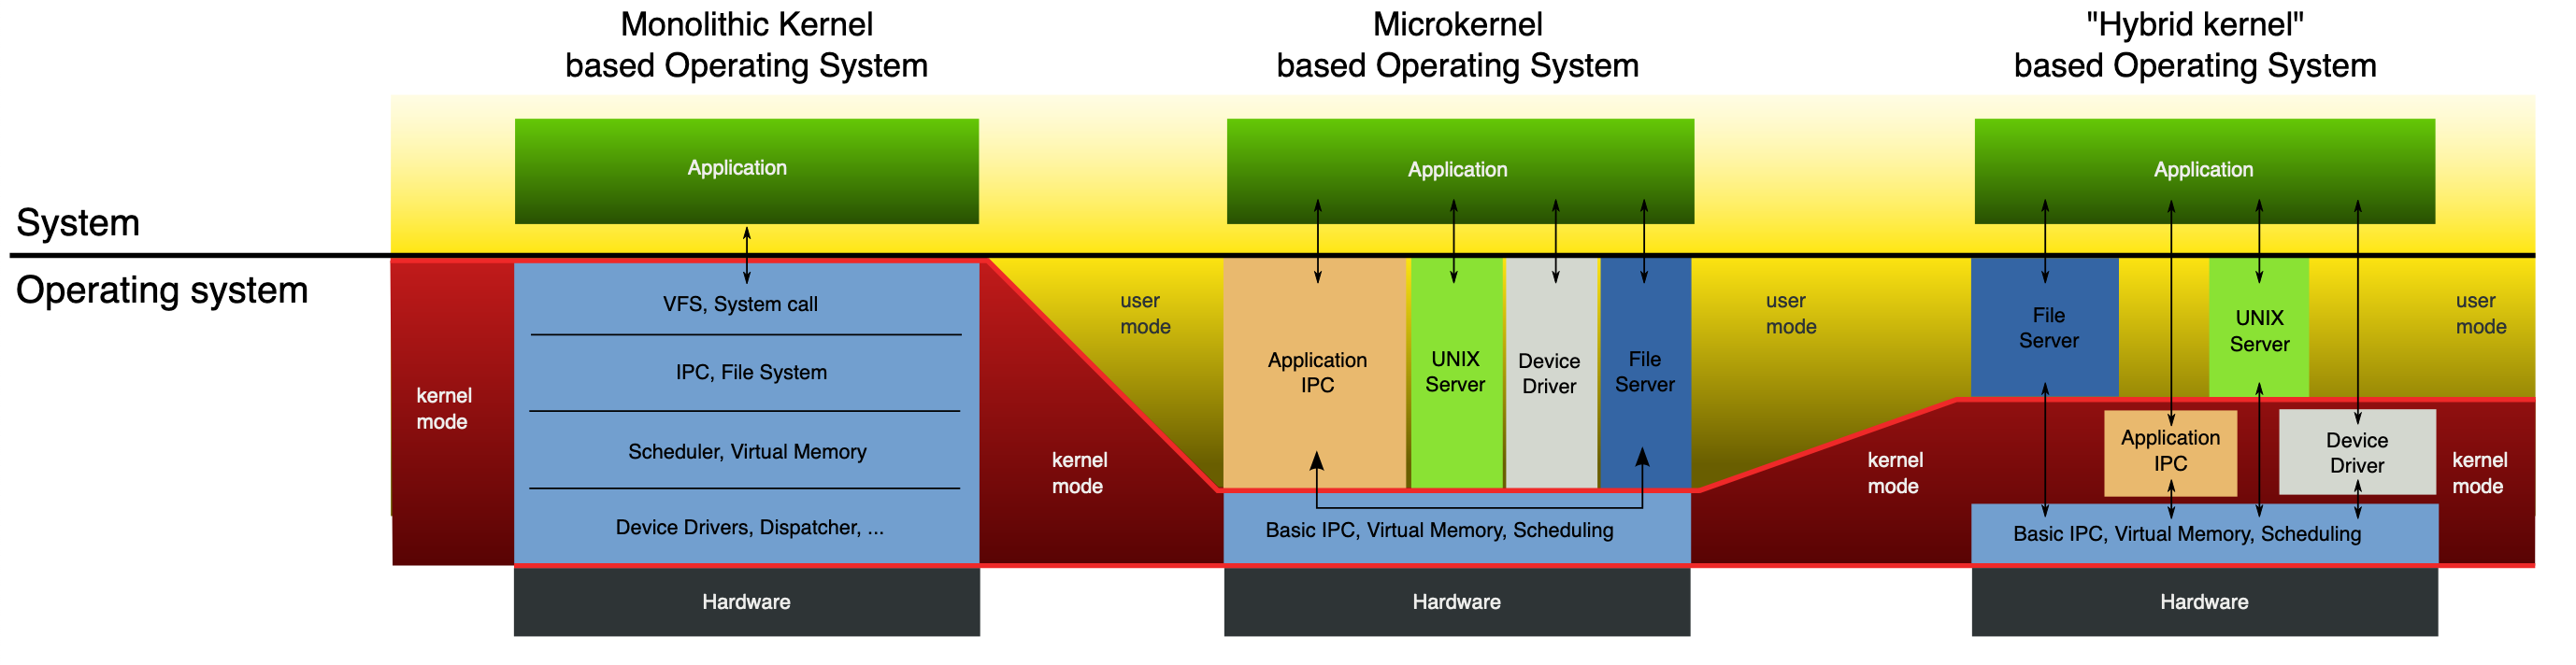 Monolithic Kernel
based Operating System
Microkernel
based Operating System
"Hybrid kernel"
based Operating System
System
Operating system
Application
VFS, System call
IPC, File System
Scheduler, Virtual Memory
Device Drivers, Dispatcher, ...
Hardware
kernel
mode
kernel
mode
user
mode
Application
Application
IPC
UNIX
Server
Device
Driver
File
Server
Basic IPC, Virtual Memory, Scheduling
Hardware
user
mode
kernel
mode
Application
File
Server
UNIX
Server
Application
IPC
Device
Driver
Basic IPC, Virtual Memory, Scheduling
Hardware
user
mode
kernel
mode